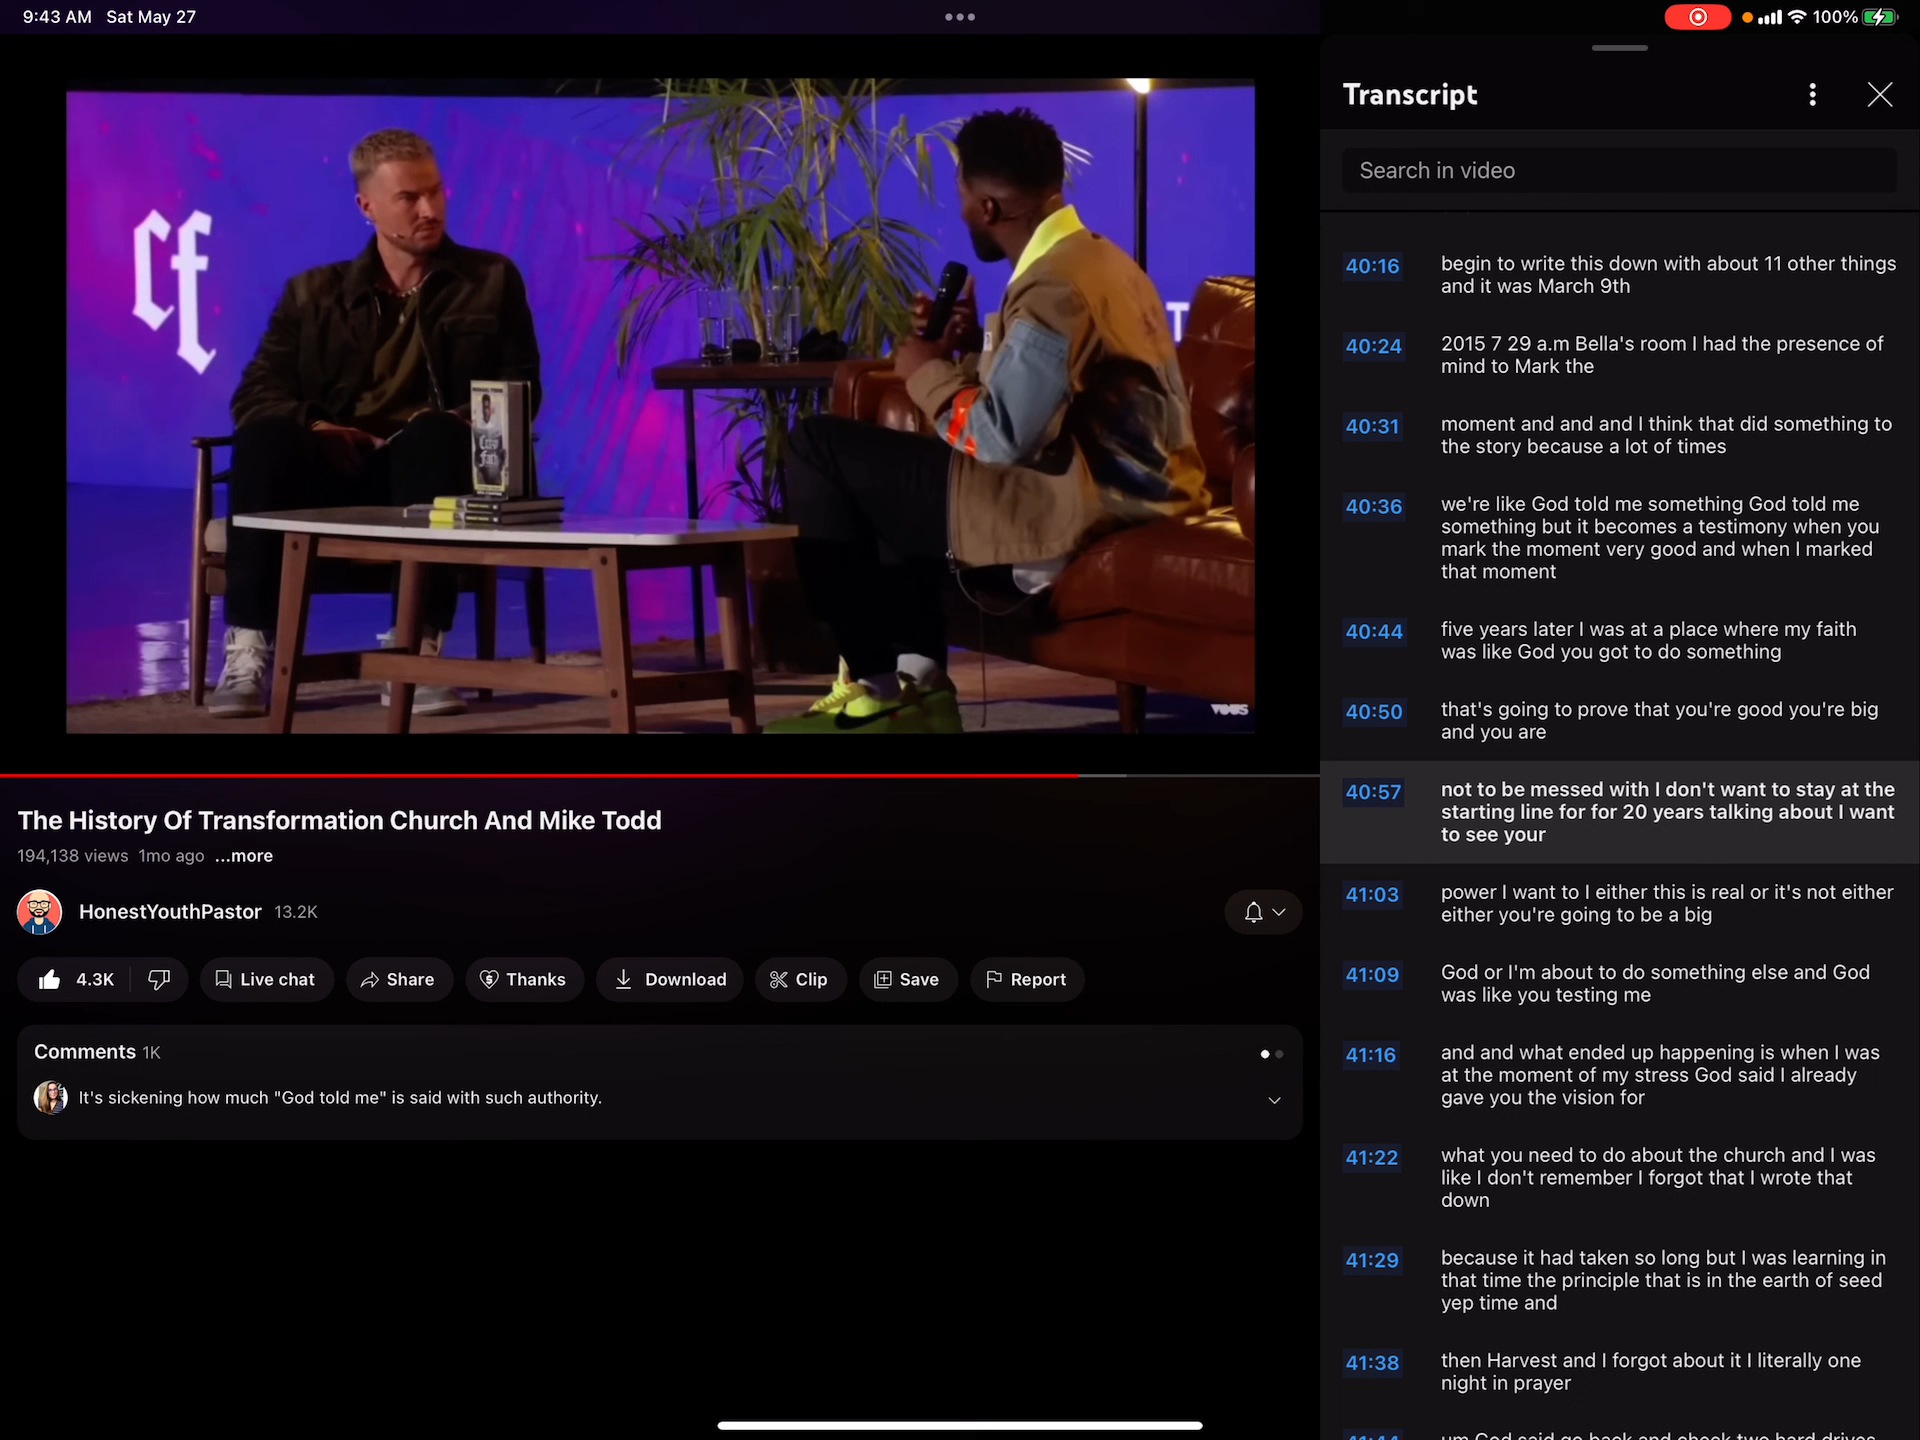 9:43 AM Sat May 27
100%
cf
T
VOUS
The History Of Transformation Church And Mike Todd
194,138 views 1mo ago ...more
HonestYouthPastor 13.2K
4.3K
Live chat
Share
Thanks
Download
Clip
Save
Report
Comments 1K
It's sickening how much "God told me" is said with such authority.
Transcript
Search in video
40:16 begin to write this down with about 11 other things
and it was March 9th
40:24 2015 7 29 a.m Bella's room I had the presence of
mind to Mark the
40:31 moment and and and I think that did something to
the story because a lot of times
40:36 we're like God told me something God told me
something but it becomes a testimony when you
mark the moment very good and when I marked
that moment
40:44 five years later I was at a place where my faith
was like God you got to do something
40:50 that's going to prove that you're good you're big
and you are
40:57 not to be messed with I don't want to stay at the
starting line for for 20 years talking about I want
to see your
41:03 power I want to I either this is real or it's not either
either you're going to be a big
41:09 God or I'm about to do something else and God
was like you testing me
41:16 and and what ended up happening is when I was
at the moment of my stress God said I already
gave you the vision for
41:22 what you need to do about the church and I was
like I don't remember I forgot that I wrote that
down
41:29 because it had taken so long but I was learning in
that time the principle that is in the earth of seed
yep time and
41:38 then Harvest and I forgot about it I literally one
night in prayer
41:44 um God said go back and check two hard drives